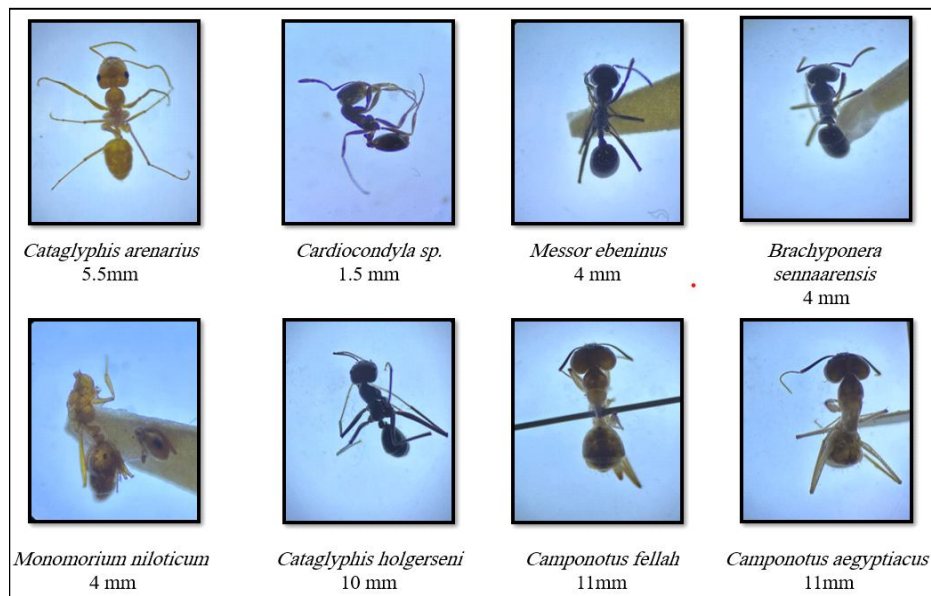 Cataglyphis arenarius
5.5mm
Cardiocondyla sp.
1.5 mm
Messor ebeninus
4 mm
Brachyponera
sennaarensis
4 mm
Monomorium niloticum
4 mm
Cataglyphis holgerseni
10 mm
Camponotus fellah
11mm
Camponotus aegyptiacus
11mm